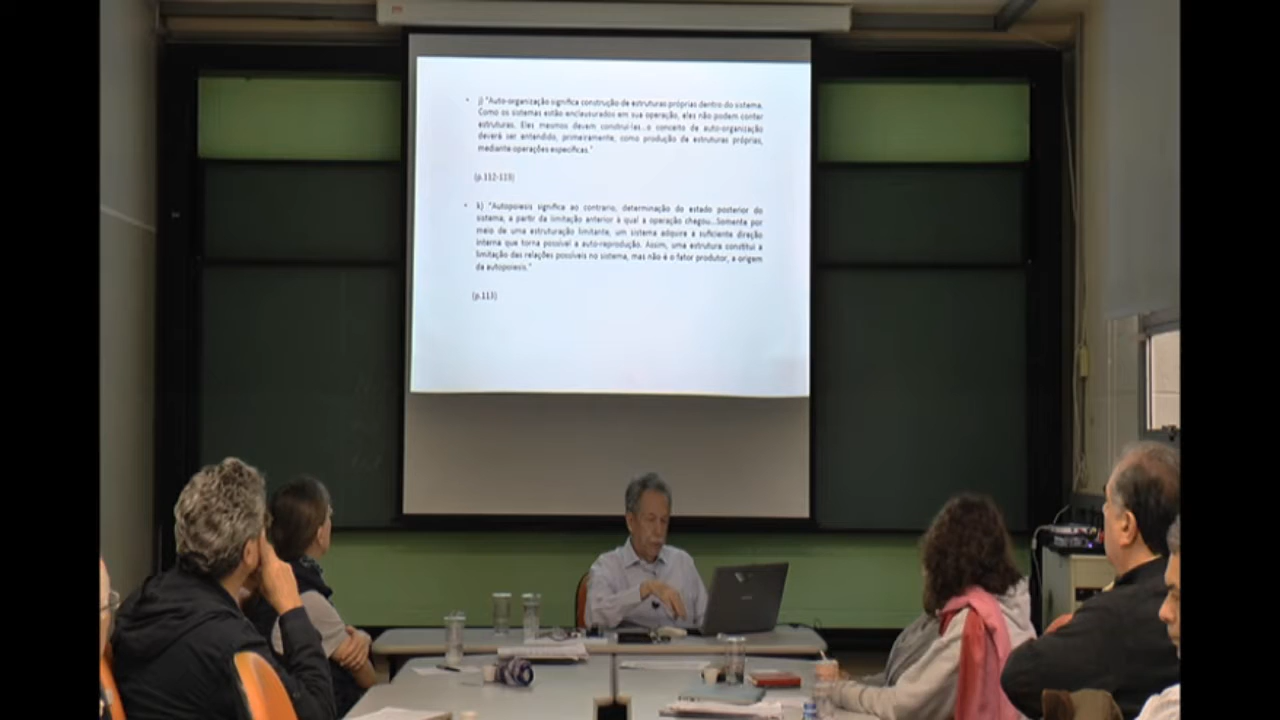 • j) "Auto-organização significa construção de estruturas próprias dentro do sistema.
Como os sistemas estão enclausurados em sua operação, eles não podem conter
estruturas. Eles mesmos devem construí-las...o conceito de auto-organização
deverá ser entendido, primeiramente, como produção de estruturas próprias,
mediante operações específicas."
(p.112-113)
• k) "Autopoiesis significa ao contrario, determinação do estado posterior do
sistema, a partir da limitação anterior à qual a operação chegou...Somente por
meio de uma estruturação limitante, um sistema adquire a suficiente direção
interna que torna possível a auto-reprodução. Assim, uma estrutura constitui a
limitação das relações possíveis no sistema, mas não é o fator produtor, a origem
da autopoiesis."
(p.113)